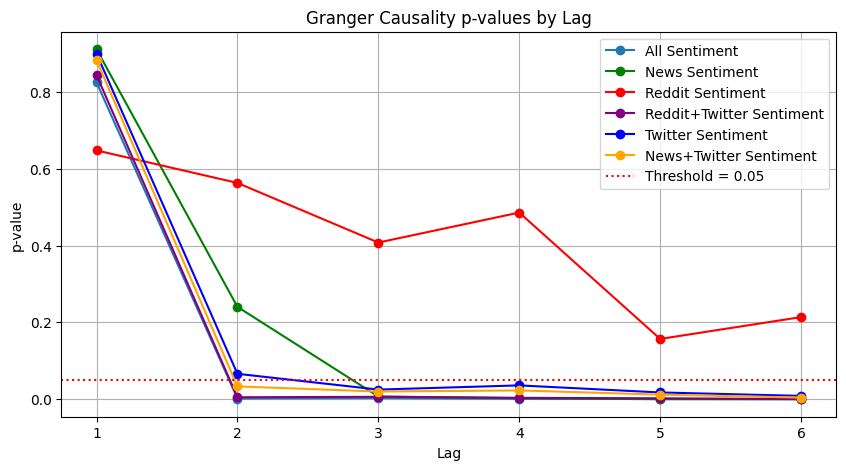 Granger Causality p-values by Lag
All Sentiment
News Sentiment
Reddit Sentiment
Reddit+Twitter Sentiment
Twitter Sentiment
News+Twitter Sentiment
Threshold = 0.05
p-value
0.8
0.6
0.4
0.2
0.0
1 2 3 4 5 6
Lag